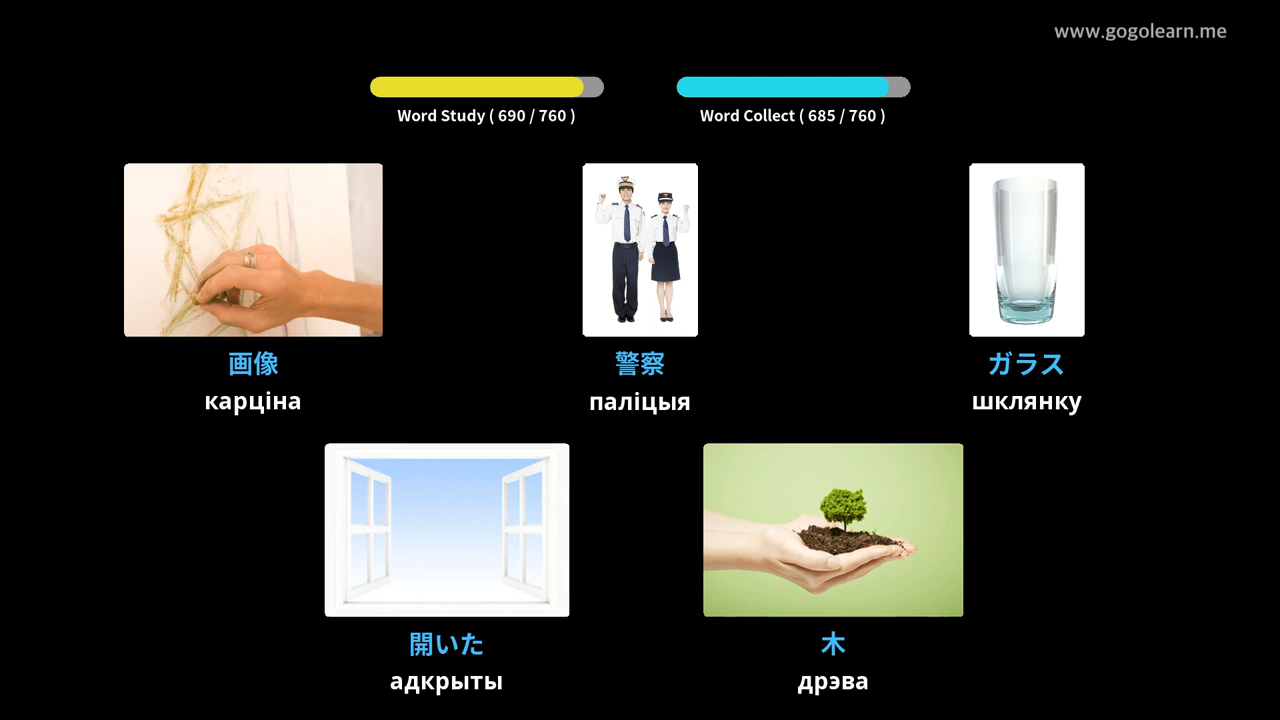 www.gogolearn.me
Word Study ( 690 / 760 )
Word Collect ( 685 / 760 )
画像
карціна
警察
паліцыя
ガラス
шклянку
開いた
адкрыты
木
дрэва